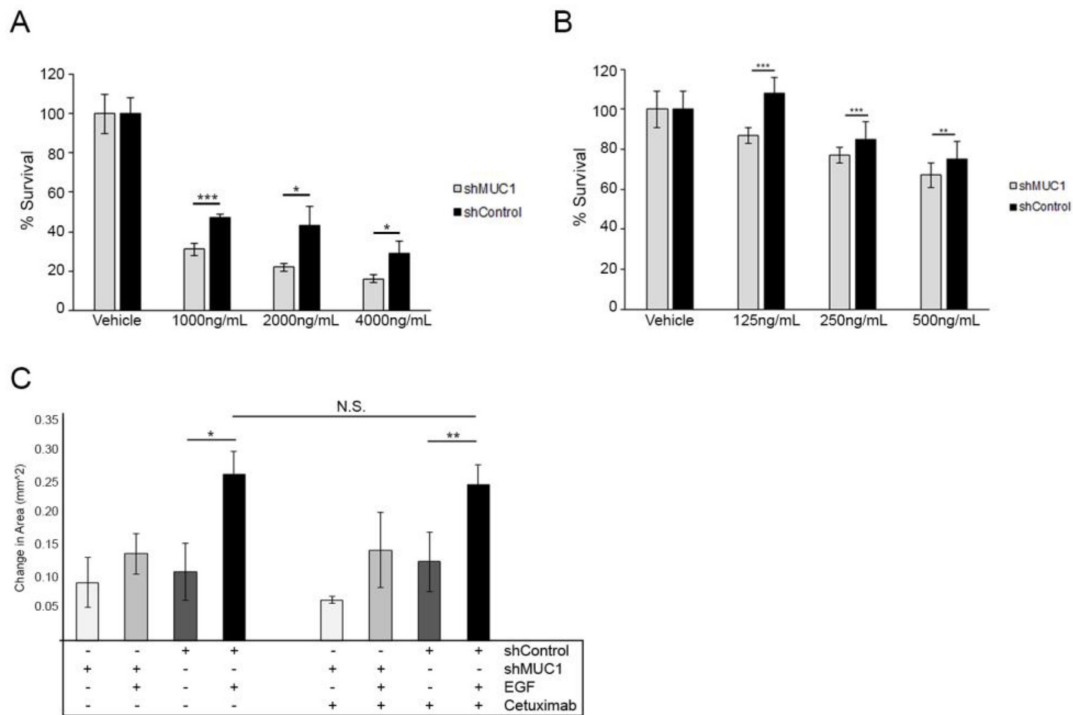 A
B
120
100
80
60
40
20
0
% Survival
***
*
*
shMUC1
shControl
Vehicle
1000ng/mL
2000ng/mL
4000ng/mL
120
100
80
60
40
20
0
% Survival
***
***
**
shMUC1
shControl
Vehicle
125ng/mL
250ng/mL
500ng/mL
C
N.S.
*
**
0.35
0.30
0.25
0.20
0.15
0.10
0.05
Change in Area (mm^2)
- - + + - - + + shControl
+ + - - + + - - shMUC1
- + - + - + - + EGF
- - - - + + + + Cetuximab